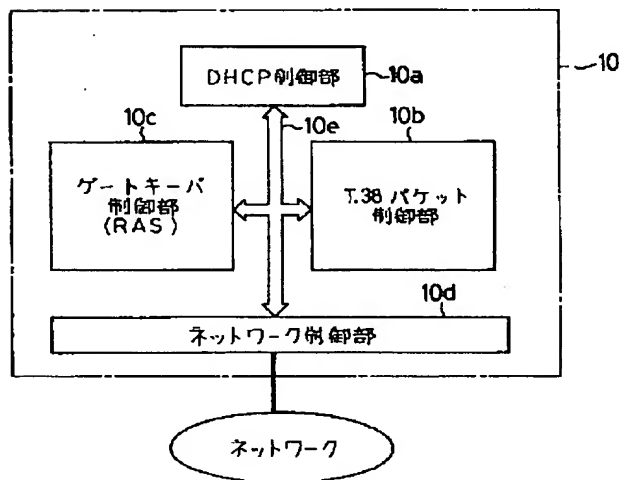 10
DHCP制御部
10a
10c
10e
10b
ゲートキーパ
制御部
(RAS)
T.38 パケット
制御部
10d
ネットワーク制御部
ネットワーク